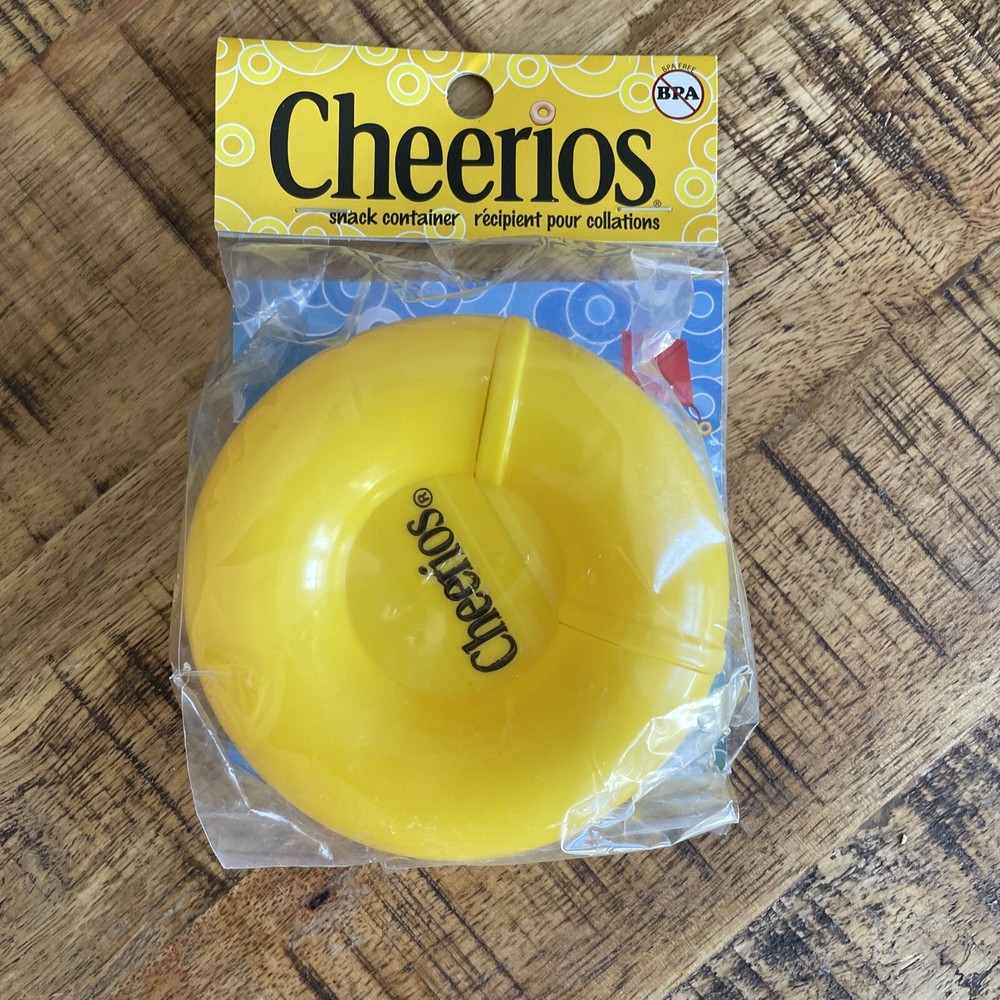 BPA FREE
BPA
Cheerios®
snack container récipient pour collations
Cheerios®